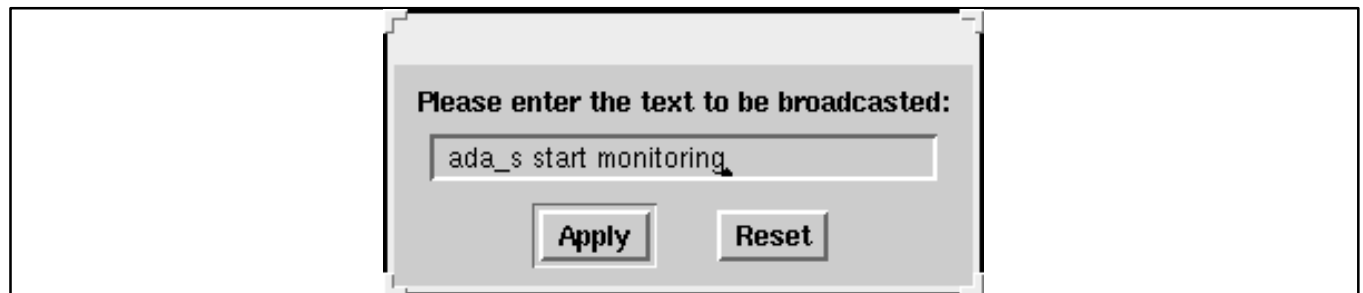 Please enter the text to be broadcasted:
ada_s start monitoring
Apply Reset